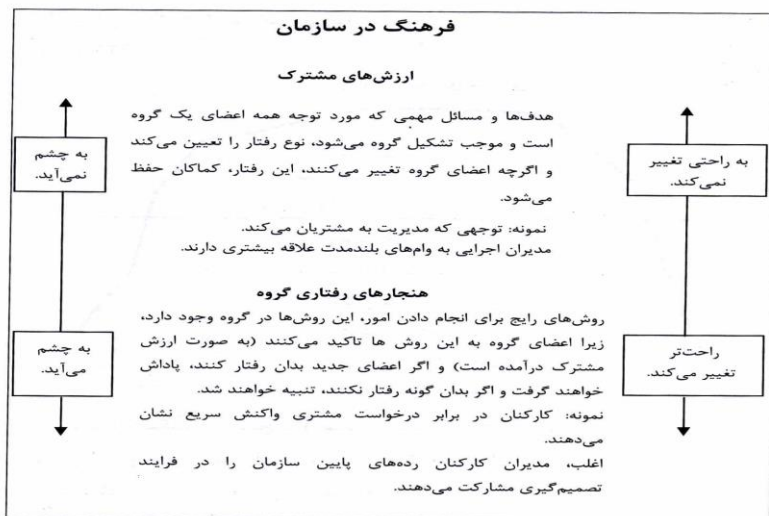 فرهنگ در سازمان
ارزش‌های مشترک
هدف‌ها و مسائل مهمی که مورد توجه همه اعضای یک گروه
است و موجب تشکیل گروه می‌شود، نوع رفتار را تعیین می‌کند
و اگرچه اعضای گروه تغییر می‌کنند، این رفتار، کماکان حفظ
می‌شود.
نمونه: توجهی که مدیریت به مشتریان می‌کند.
مدیران اجرایی به وام‌های بلندمدت علاقه بیشتری دارند.
به راحتی تغییر
نمی‌کند.
به چشم
نمی‌آید.
هنجارهای رفتاری گروه
روش‌های رایج برای انجام دادن امور، این روش‌ها در گروه وجود دارد،
زیرا اعضای گروه به این روش ها تاکید می‌کنند (به صورت ارزش
مشترک درآمده است) و اگر اعضای جدید بدان رفتار کنند، پاداش
خواهند گرفت و اگر بدان گونه رفتار نکنند، تنبیه خواهند شد.
نمونه: کارکنان در برابر درخواست مشتری واکنش سریع نشان
می‌دهند.
اغلب، مدیران کارکنان رده‌های پایین سازمان را در فرایند
تصمیم‌گیری مشارکت می‌دهند.
راحت‌تر
تغییر می‌کند.
به چشم
می‌آید.